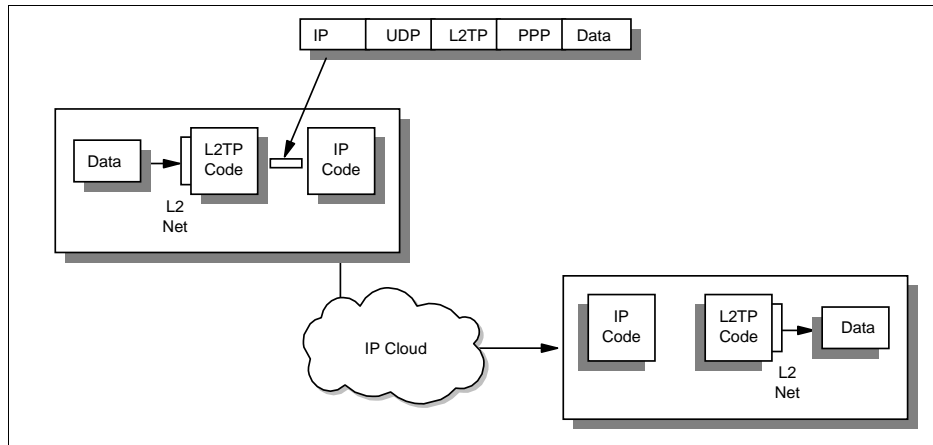 IP UDP L2TP PPP Data
Data
L2TP
Code
IP
Code
L2
Net
IP Cloud
IP
Code
L2TP
Code
Data
L2
Net